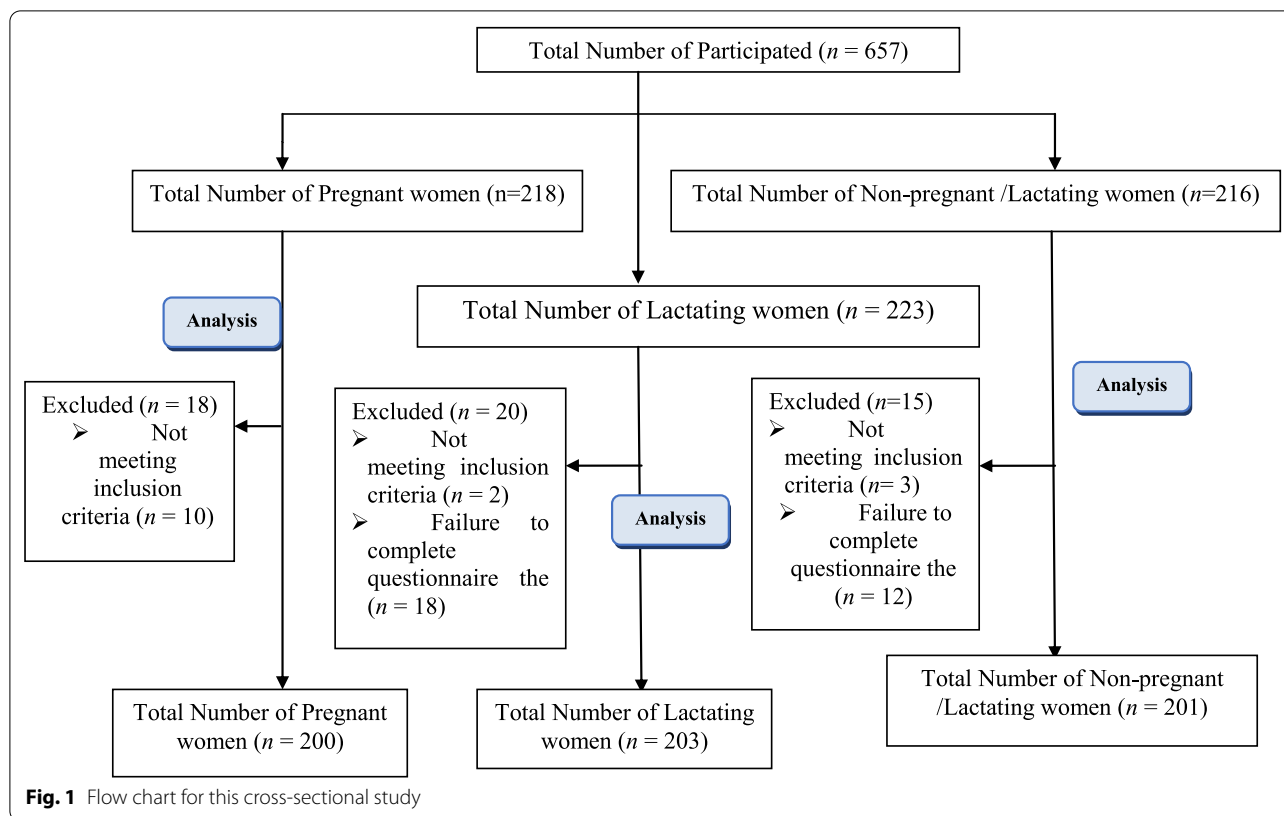 Total Number of Participated (n = 657)
Total Number of Pregnant women (n=218)
Total Number of Non-pregnant /Lactating women (n=216)
Total Number of Lactating women (n = 223)
Analysis
Analysis
Analysis
Excluded (n = 18)
➢ Not
meeting
inclusion
criteria (n = 10)
Excluded (n = 20)
➢ Not
meeting inclusion
criteria (n = 2)
➢ Failure to
complete
questionnaire the
(n = 18)
Excluded (n=15)
➢ Not
meeting inclusion
criteria (n= 3)
➢ Failure to
complete
questionnaire the
(n = 12)
Total Number of Pregnant
women (n = 200)
Total Number of Lactating
women (n = 203)
Total Number of Non-pregnant
/Lactating women (n = 201)
Fig. 1 Flow chart for this cross-sectional study